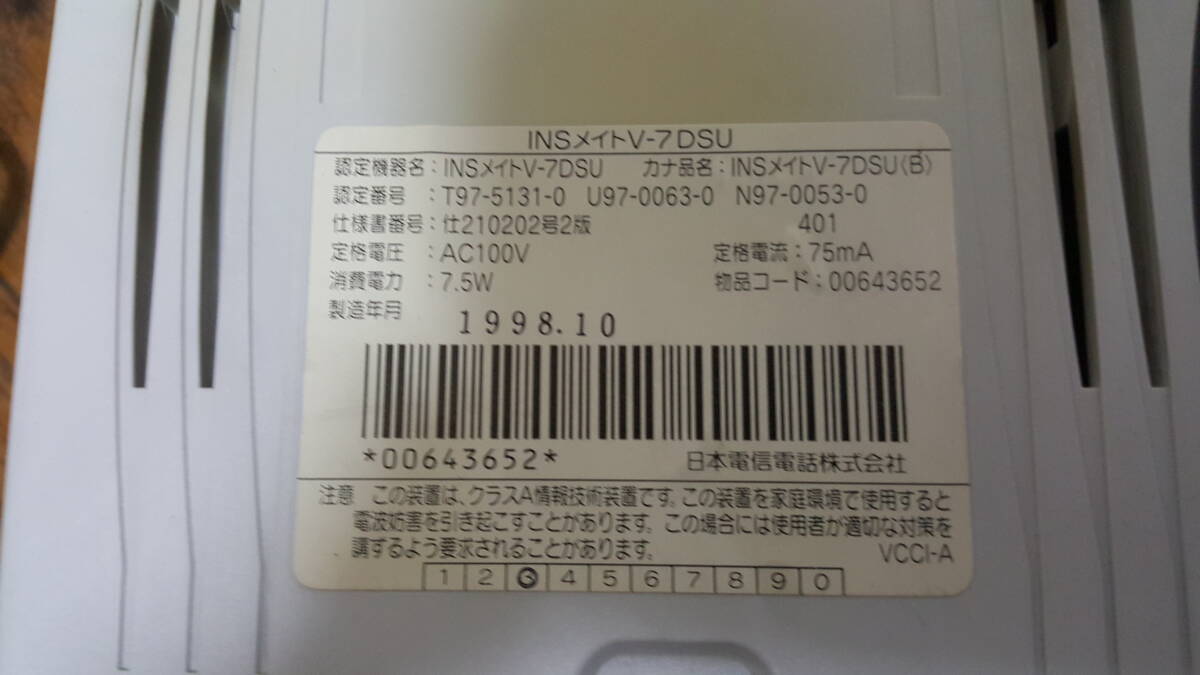 INSメイトV-7DSU
認定機器名：INSメイトV-7DSU　カナ品名：INSメイトV-7DSU〈B〉
認定番号　：T97-5131-0　U97-0063-0　N97-0053-0
仕様書番号：仕210202号2版　401
定格電圧　：AC100V　定格電流：75mA
消費電力　：7.5W　物品コード：00643652
製造年月　1998.10
*00643652*　日本電信電話株式会社
注意　この装置は、クラスA情報技術装置です。この装置を家庭環境で使用すると
電波妨害を引き起こすことがあります。この場合には使用者が適切な対策を
講ずるよう要求されることがあります。　VCCI-A
1 2 3 4 5 6 7 8 9 0